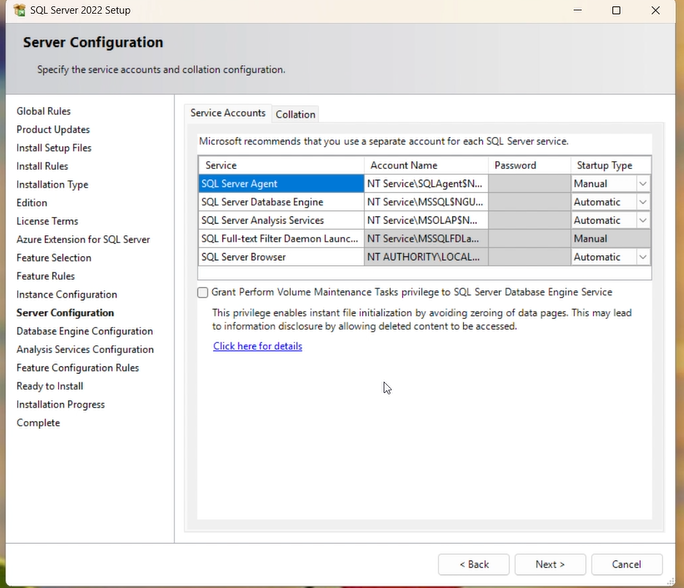 SQL Server 2022 Setup
Server Configuration
Specify the service accounts and collation configuration.
Global Rules
Product Updates
Install Setup Files
Install Rules
Installation Type
Edition
License Terms
Azure Extension for SQL Server
Feature Selection
Feature Rules
Instance Configuration
Server Configuration
Database Engine Configuration
Analysis Services Configuration
Feature Configuration Rules
Ready to Install
Installation Progress
Complete
Service Accounts Collation
Microsoft recommends that you use a separate account for each SQL Server service.
Service Account Name Password Startup Type
SQL Server Agent NT Service\SQLAgent$N... Manual
SQL Server Database Engine NT Service\MSSQL$NGU... Automatic
SQL Server Analysis Services NT Service\MSOLAP$N... Automatic
SQL Full-text Filter Daemon Launc... NT Service\MSSQLFDLa... Manual
SQL Server Browser NT AUTHORITY\LOCAL... Automatic
Grant Perform Volume Maintenance Tasks privilege to SQL Server Database Engine Service
This privilege enables instant file initialization by avoiding zeroing of data pages. This may lead
to information disclosure by allowing deleted content to be accessed.
Click here for details
< Back Next > Cancel